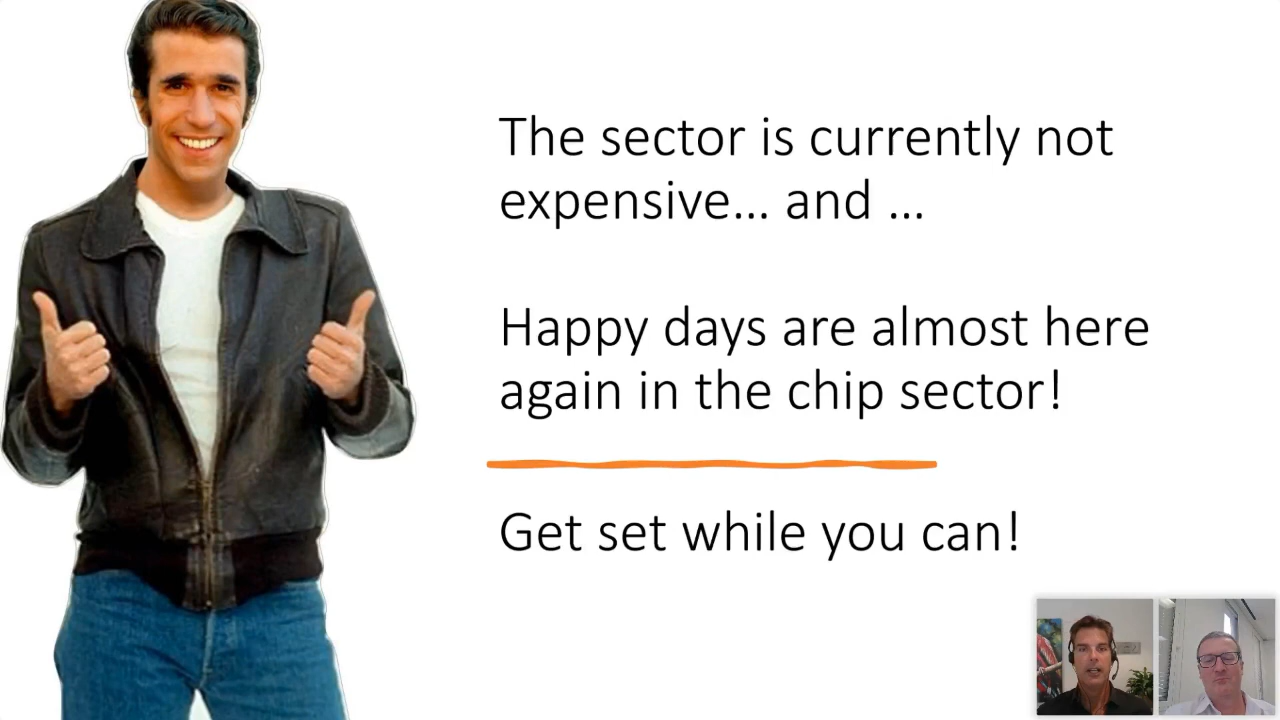 The sector is currently not
expensive... and ...
Happy days are almost here
again in the chip sector!
Get set while you can!